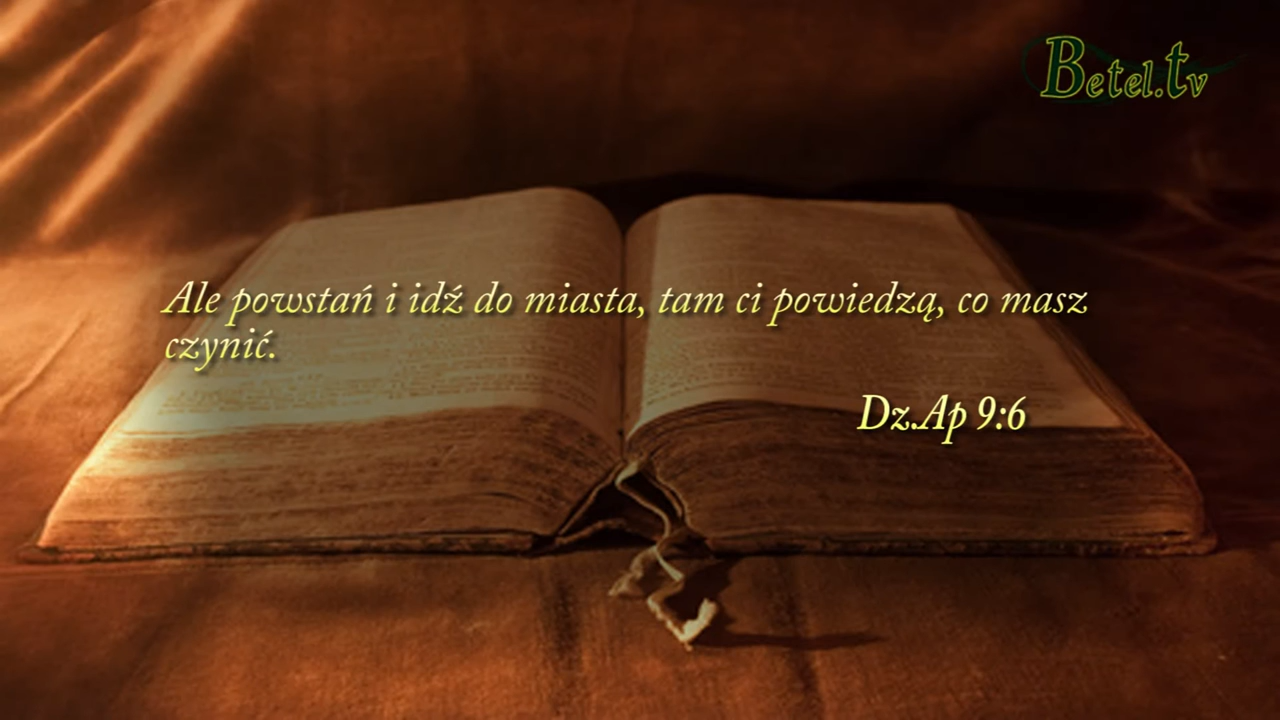 Betel.tv
Ale powstań i idź do miasta, tam ci powiedzą, co masz
czynić.
Dz.Ap 9:6